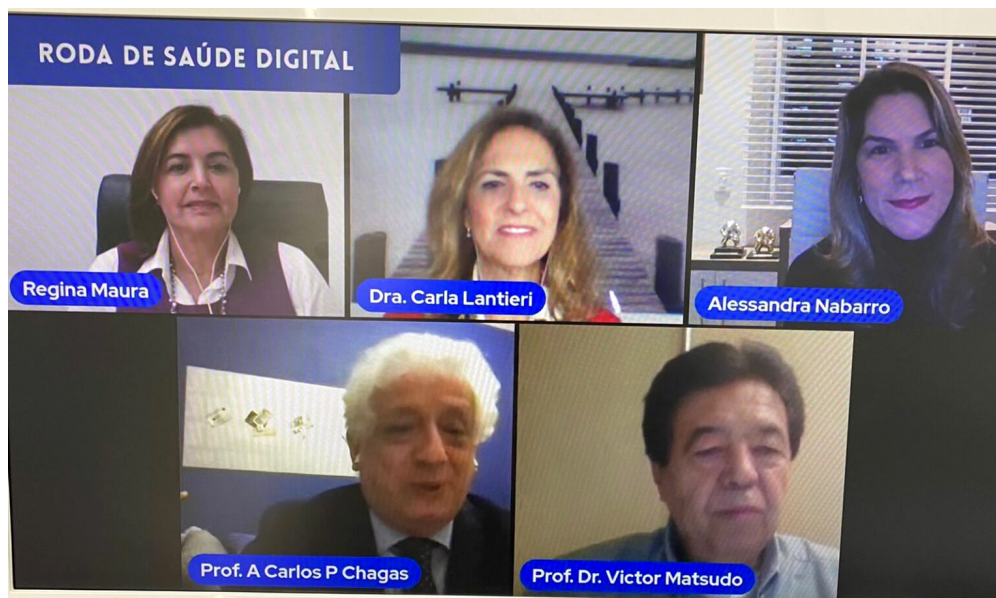 RODA DE SAÚDE DIGITAL
Regina Maura
Dra. Carla Lantieri
Alessandra Nabarro
Prof. A Carlos P Chagas
Prof. Dr. Victor Matsudo